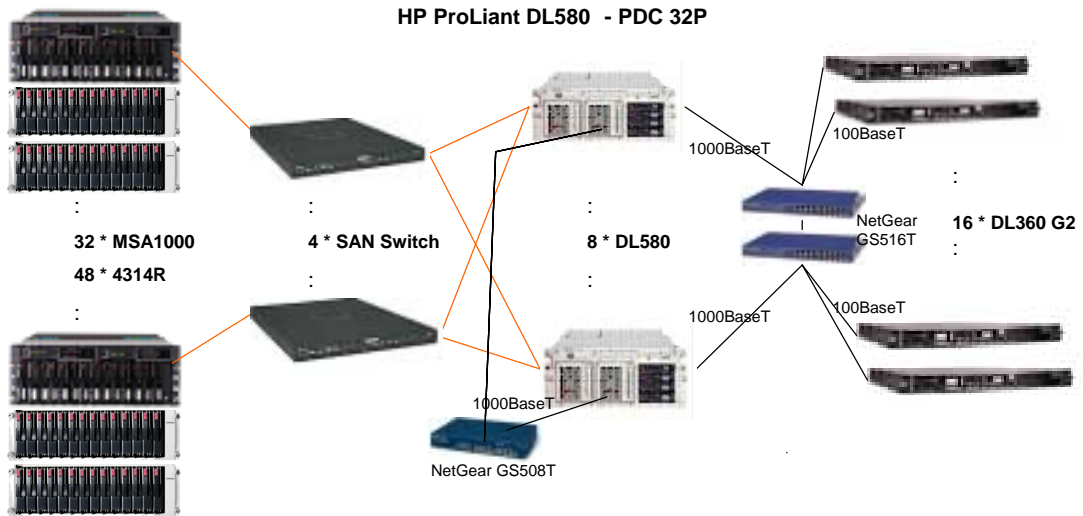 HP ProLiant DL580 - PDC 32P
100BaseT
1000BaseT
:
:
:
:
32 * MSA1000
4 * SAN Switch
8 * DL580
NetGear
GS516T
16 * DL360 G2
48 * 4314R
:
:
:
:
1000BaseT
100BaseT
1000BaseT
NetGear GS508T
.